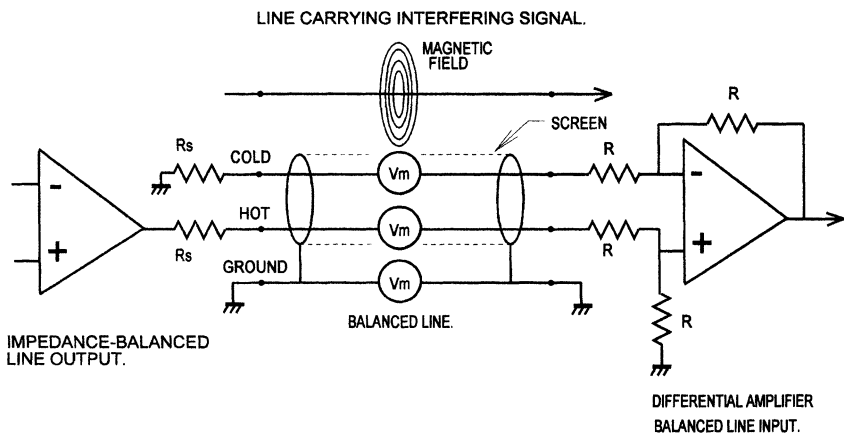 LINE CARRYING INTERFERING SIGNAL.
MAGNETIC
FIELD
R
SCREEN
Rs
COLD
Vm
R
-
-
HOT
Vm
+
Rs
R
+
GROUND
Vm
R
BALANCED LINE.
IMPEDANCE-BALANCED
LINE OUTPUT.
DIFFERENTIAL AMPLIFIER
BALANCED LINE INPUT.